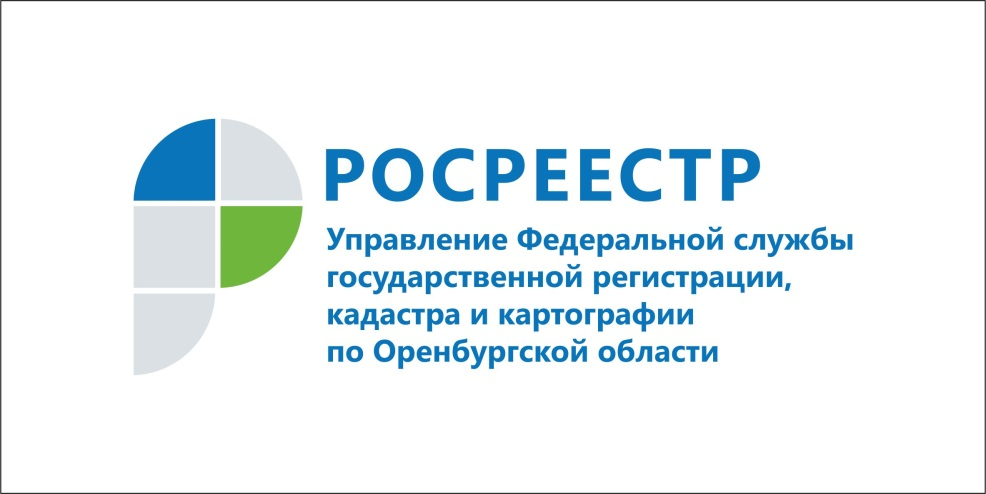 РОСРЕЕСТР
Управление Федеральной службы
государственной регистрации,
кадастра и картографии
по Оренбургской области